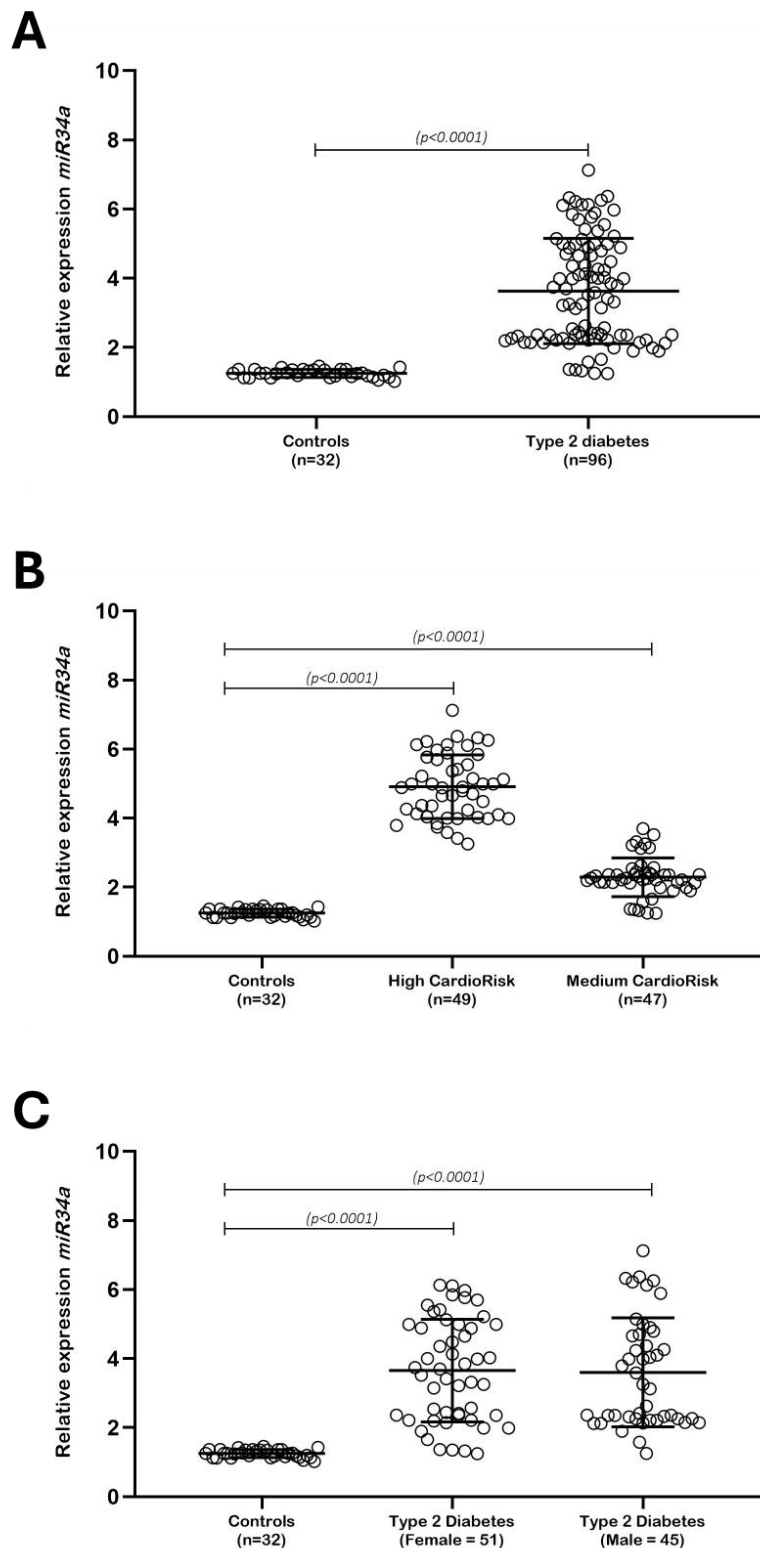 A
Relative expression miR34a
10
8
6
4
2
0
(p<0.0001)
Controls
(n=32)
Type 2 diabetes
(n=96)
B
Relative expression miR34a
10
8
6
4
2
0
(p<0.0001)
(p<0.0001)
Controls
(n=32)
High CardioRisk
(n=49)
Medium CardioRisk
(n=47)
C
Relative expression miR34a
10
8
6
4
2
0
(p<0.0001)
(p<0.0001)
Controls
(n=32)
Type 2 Diabetes
(Female = 51)
Type 2 Diabetes
(Male = 45)